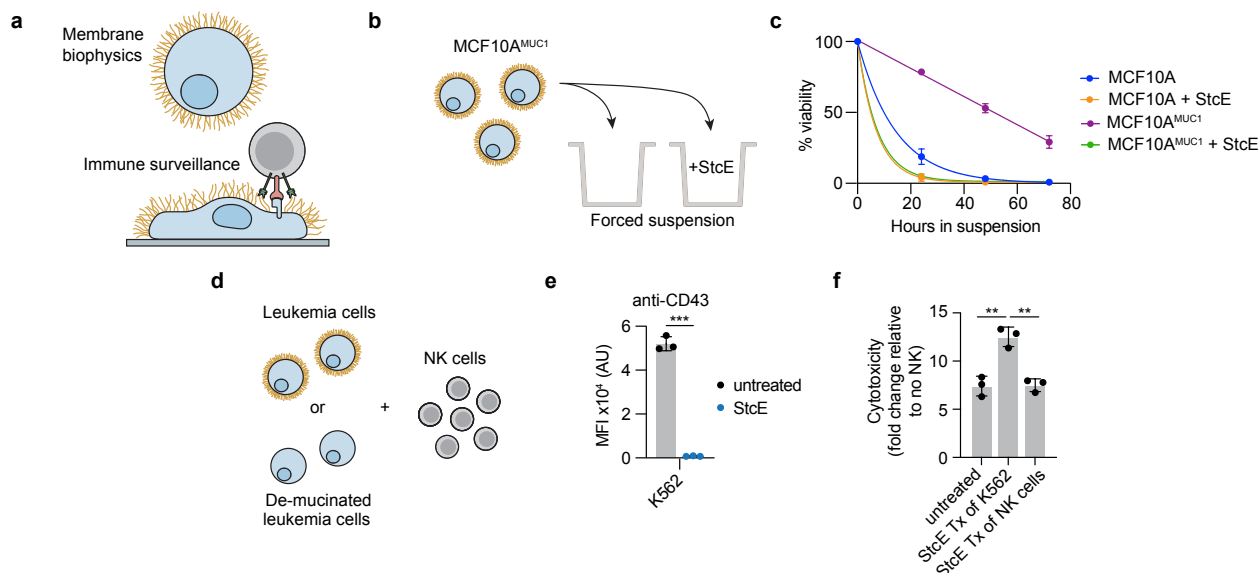 a
Membrane
biophysics
Immune surveillance
b
MCF10A^MUC1
+StcE
Forced suspension
c
% viability
100
50
0
0
20
40
60
80
Hours in suspension
MCF10A
MCF10A + StcE
MCF10A^MUC1
MCF10A^MUC1 + StcE
d
Leukemia cells
or
+
NK cells
De-mucinated
leukemia cells
e
anti-CD43
***
MFI x10⁴ (AU)
6
4
2
0
K562
untreated
StcE
f
Cytotoxicity
(fold change relative
to no NK)
15
10
5
0
**
**
untreated
StcE Tx of K562
StcE Tx of NK cells